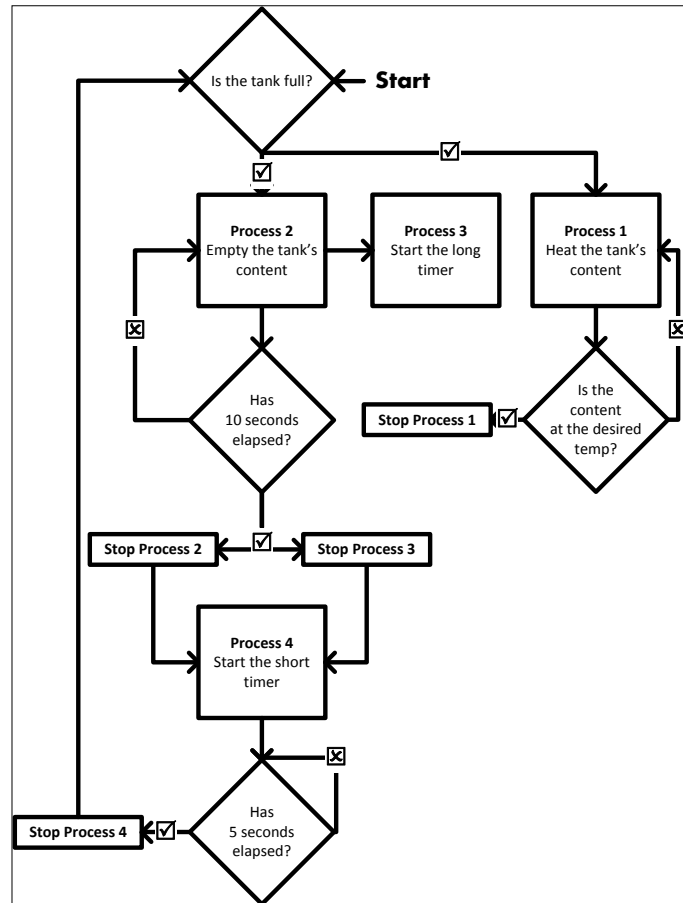 Is the tank full?
Start
Process 2
Empty the tank's
content
Process 3
Start the long
timer
Process 1
Heat the tank's
content
Has
10 seconds
elapsed?
Is the
content
at the desired
temp?
Stop Process 1
Stop Process 2
Stop Process 3
Process 4
Start the short
timer
Has
5 seconds
elapsed?
Stop Process 4